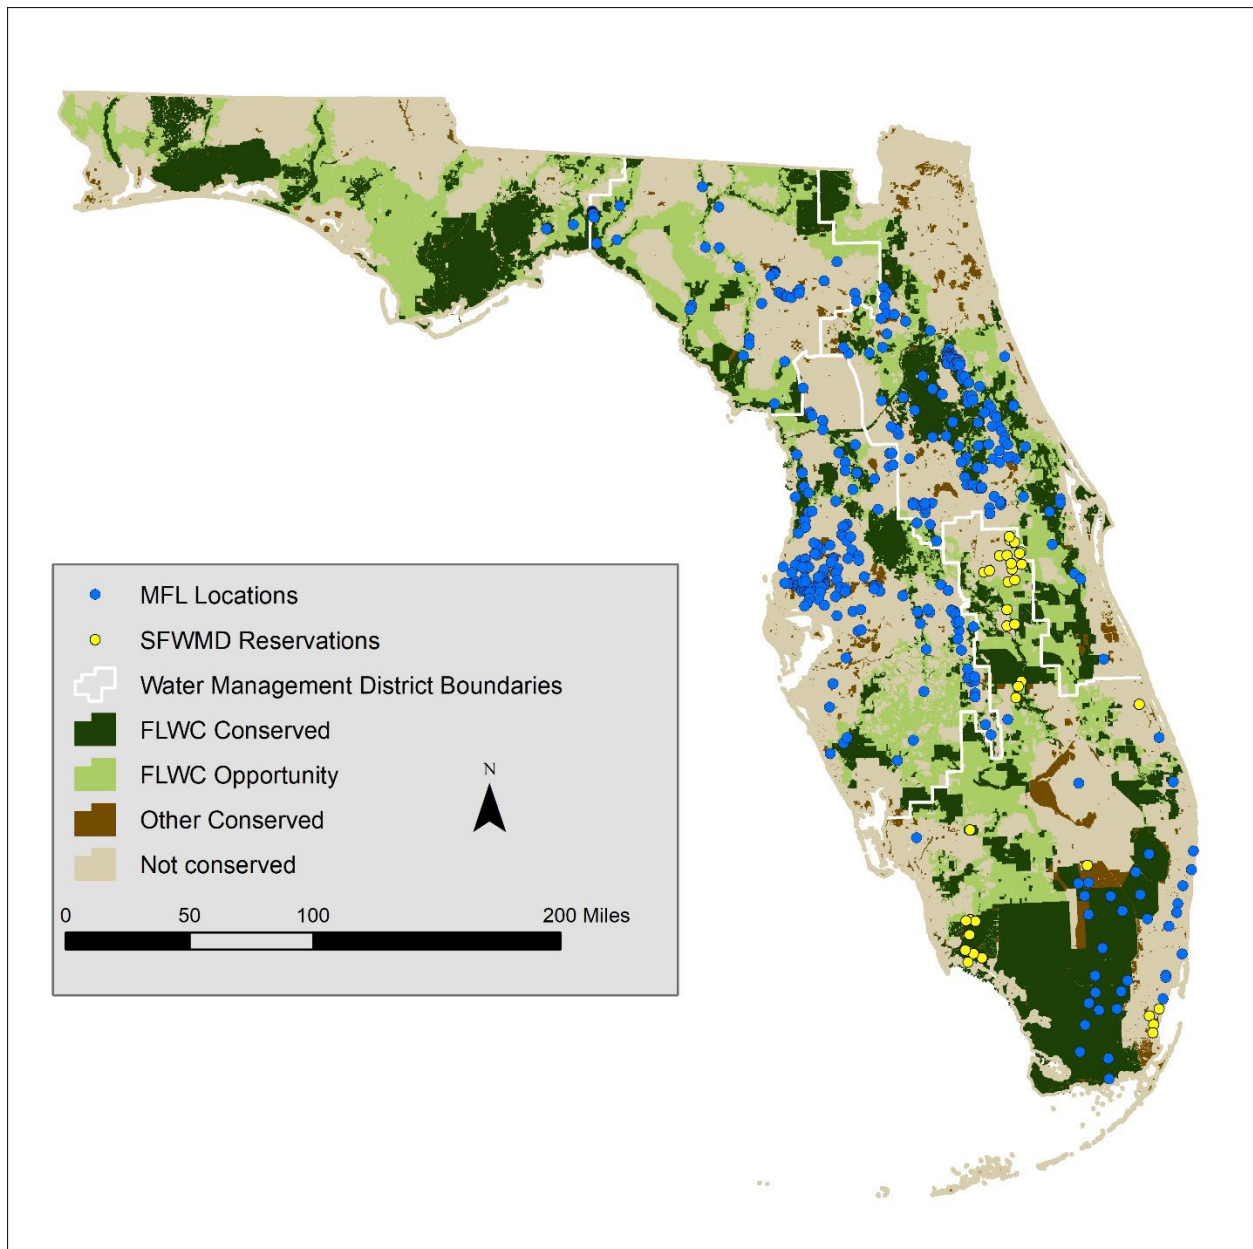 MFL Locations
SFWMD Reservations
Water Management District Boundaries
FLWC Conserved
FLWC Opportunity
N
Other Conserved
Not conserved
0 50 100 200 Miles